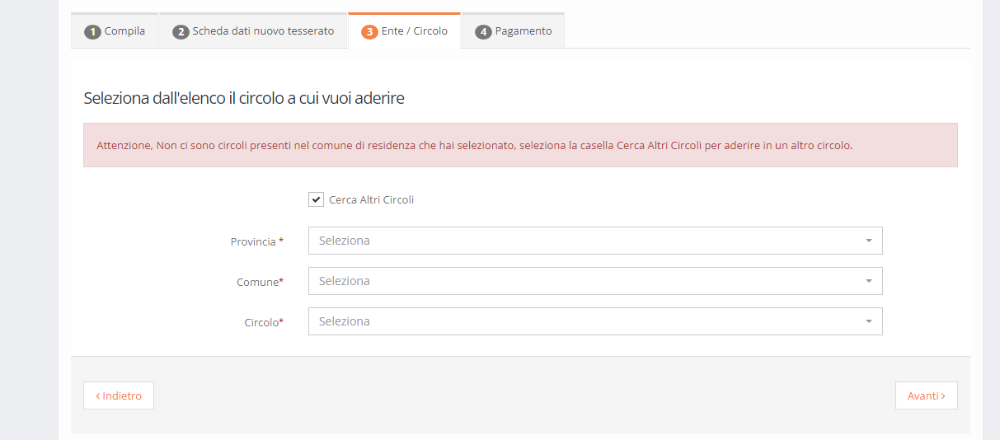 1 Compila
2 Scheda dati nuovo tesserato
3 Ente / Circolo
4 Pagamento
Seleziona dall'elenco il circolo a cui vuoi aderire
Attenzione, Non ci sono circoli presenti nel comune di residenza che hai selezionato, seleziona la casella Cerca Altri Circoli per aderire in un altro circolo.
Cerca Altri Circoli
Provincia * Seleziona
Comune* Seleziona
Circolo* Seleziona
‹ Indietro
Avanti ›